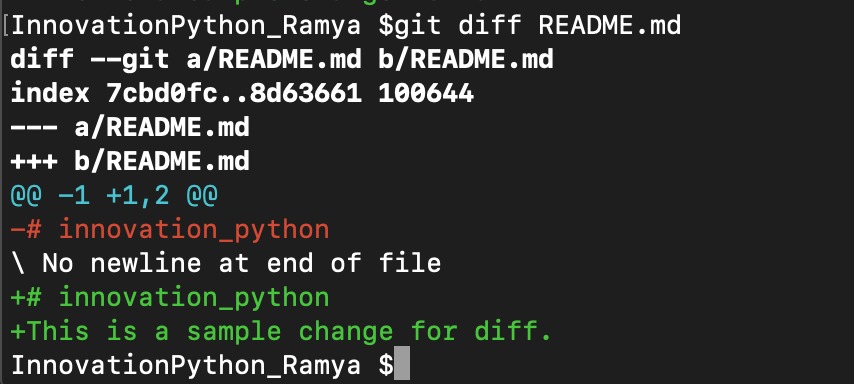 [InnovationPython_Ramya $git diff README.md
diff --git a/README.md b/README.md
index 7cbd0fc..8d63661 100644
--- a/README.md
+++ b/README.md
@@ -1 +1,2 @@
-# innovation_python
\ No newline at end of file
+# innovation_python
+This is a sample change for diff.
InnovationPython_Ramya $